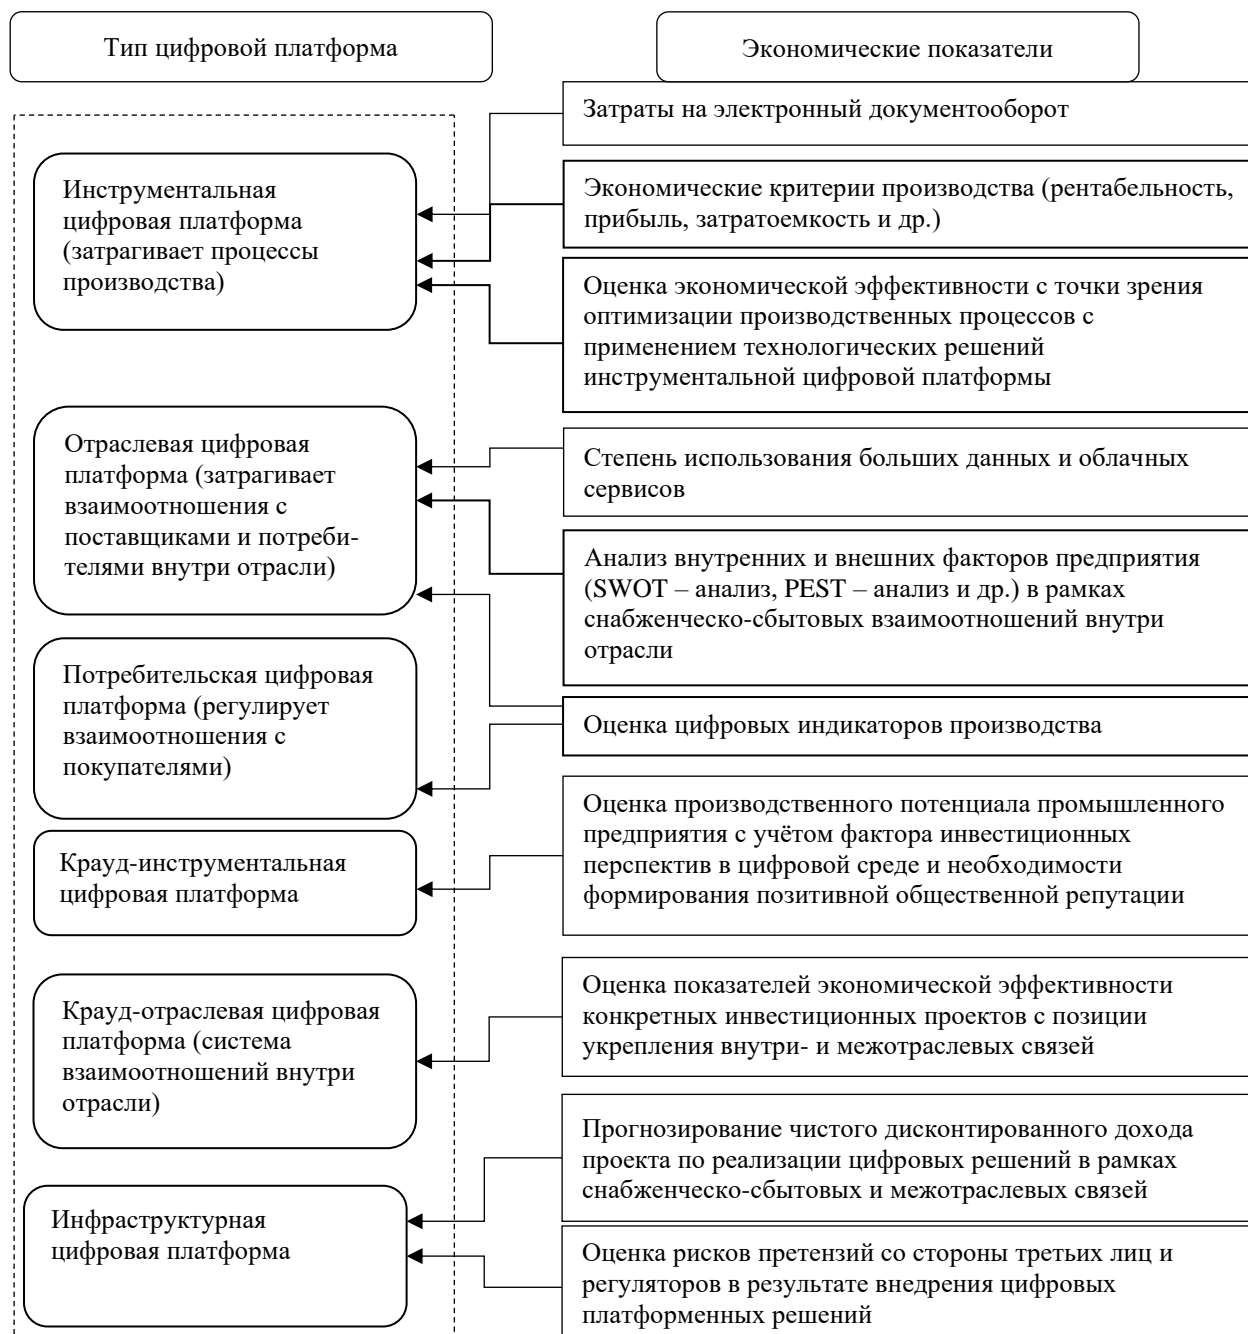 Тип цифровой платформа
Экономические показатели
Затраты на электронный документооборот
Инструментальная
цифровая платформа
(затрагивает процессы
производства)
Экономические критерии производства (рентабельность,
прибыль, затратоемкость и др.)
Оценка экономической эффективности с точки зрения
оптимизации производственных процессов с
применением технологических решений
инструментальной цифровой платформы
Отраслевая цифровая
платформа (затрагивает
взаимоотношения с
поставщиками и потреби-
телями внутри отрасли)
Степень использования больших данных и облачных
сервисов
Анализ внутренних и внешних факторов предприятия
(SWOT – анализ, PEST – анализ и др.) в рамках
снабженческо-сбытовых взаимоотношений внутри
отрасли
Потребительская цифровая
платформа (регулирует
взаимоотношения с
покупателями)
Оценка цифровых индикаторов производства
Крауд-инструментальная
цифровая платформа
Оценка производственного потенциала промышленного
предприятия с учётом фактора инвестиционных
перспектив в цифровой среде и необходимости
формирования позитивной общественной репутации
Крауд-отраслевая цифровая
платформа (система
взаимоотношений внутри
отрасли)
Оценка показателей экономической эффективности
конкретных инвестиционных проектов с позиции
укрепления внутри- и межотраслевых связей
Прогнозирование чистого дисконтированного дохода
проекта по реализации цифровых решений в рамках
снабженческо-сбытовых и межотраслевых связей
Инфраструктурная
цифровая платформа
Оценка рисков претензий со стороны третьих лиц и
регуляторов в результате внедрения цифровых
платформенных решений